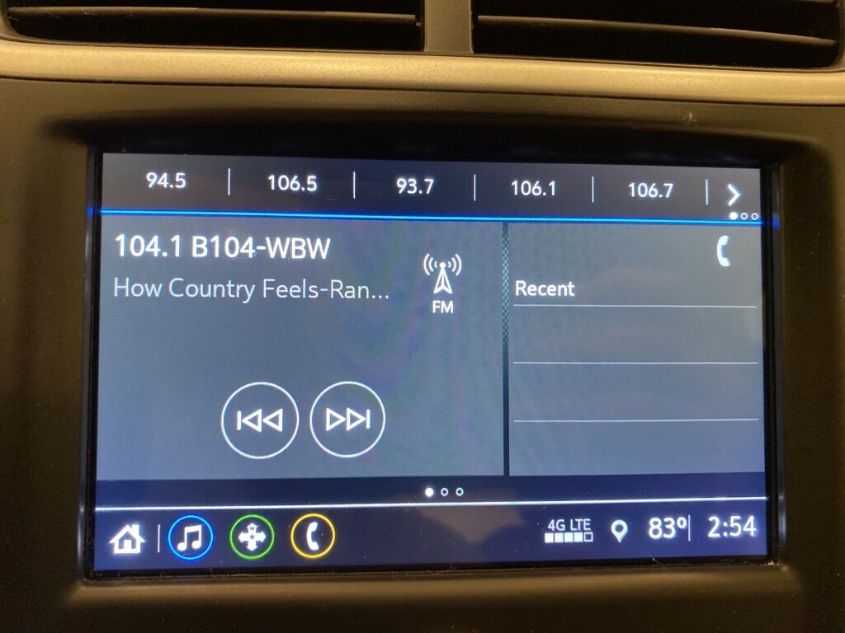 94.5 106.5 93.7 106.1 106.7
104.1 B104-WBW
How Country Feels-Ran...
FM
Recent
4G LTE
83° 2:54